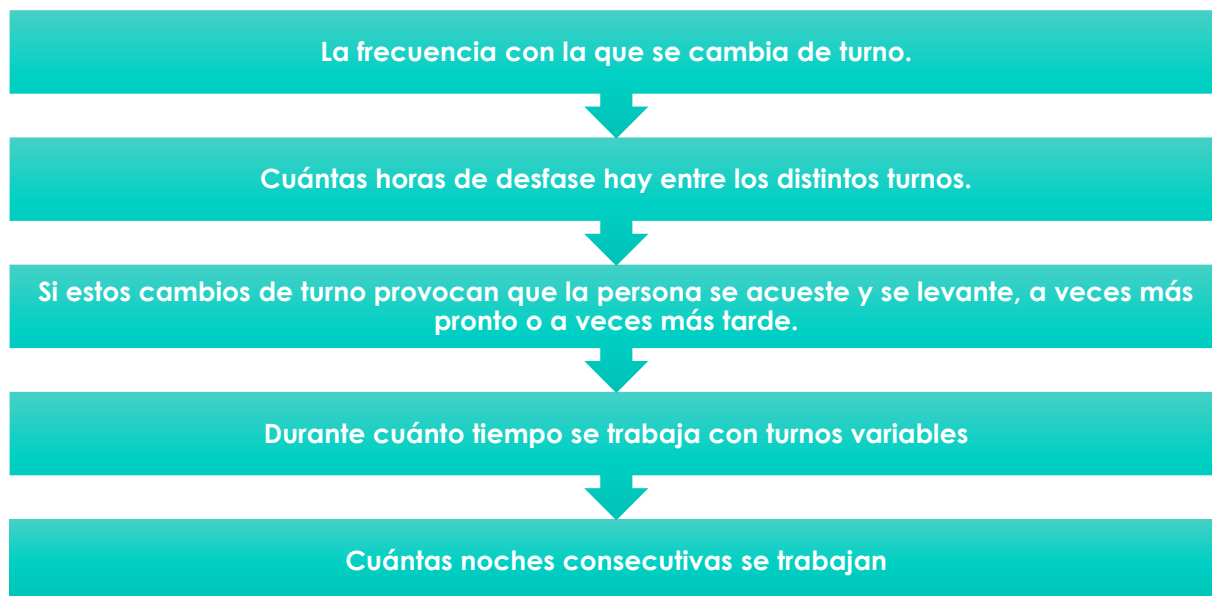 La frecuencia con la que se cambia de turno.
Cuántas horas de desfase hay entre los distintos turnos.
Si estos cambios de turno provocan que la persona se acueste y se levante, a veces más
pronto o a veces más tarde.
Durante cuánto tiempo se trabaja con turnos variables
Cuántas noches consecutivas se trabajan